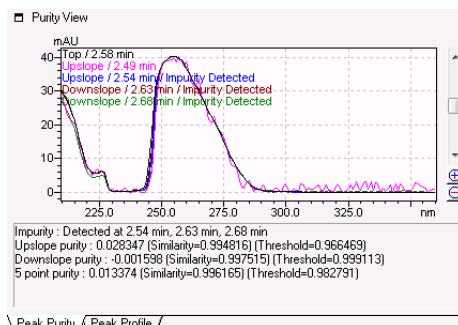 Purity View
mAU
40
Top / 2.58 min
Upslope / 2.49 min
Upslope / 2.54 min / Impurity Detected
30
Downslope / 2.63 min / Impurity Detected
Downslope / 2.68 min / Impurity Detected
20
10
0
225.0 250.0 275.0 300.0 325.0 nm
Impurity : Detected at 2.54 min, 2.63 min, 2.68 min
Upslope purity : 0.028347 (Similarity=0.994816) (Threshold=0.966469)
Downslope purity : -0.001598 (Similarity=0.997515) (Threshold=0.999113)
5 point purity : 0.013374 (Similarity=0.996165) (Threshold=0.982791)
Peak Purity / Peak Profile /